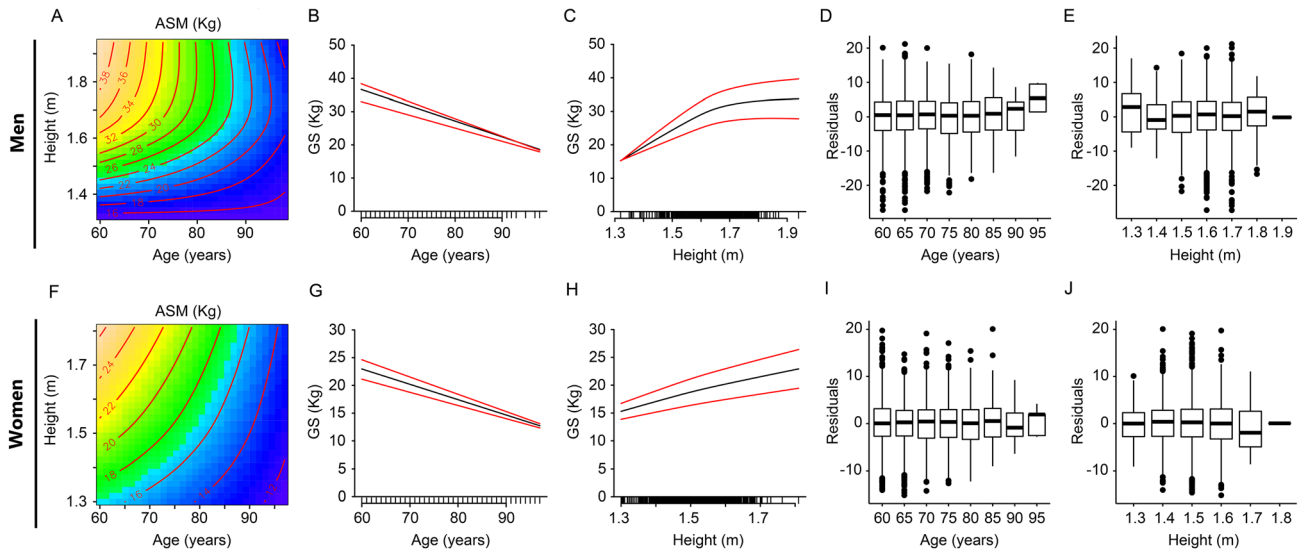 A
B
C
D
E
Men
ASM (Kg)
Height (m)
1.8
1.6
1.4
38
36
34
32
30
28
26
24
22
20
18
60 70 80 90
Age (years)
GS (Kg)
50
40
30
20
10
0
60 70 80 90
Age (years)
GS (Kg)
50
40
30
20
10
0
1.3 1.5 1.7 1.9
Height (m)
Residuals
20
10
0
-10
-20
60 65 70 75 80 85 90 95
Age (years)
Residuals
20
10
0
-10
-20
1.3 1.4 1.5 1.6 1.7 1.8 1.9
Height (m)
F
G
H
I
J
Women
ASM (Kg)
Height (m)
1.7
1.5
1.3
24
22
20
18
16
14
12
60 70 80 90
Age (years)
GS (Kg)
30
25
20
15
10
5
0
60 70 80 90
Age (years)
GS (Kg)
30
25
20
15
10
5
0
1.3 1.5 1.7
Height (m)
Residuals
20
10
0
-10
60 65 70 75 80 85 90 95
Age (years)
Residuals
20
10
0
-10
1.3 1.4 1.5 1.6 1.7 1.8
Height (m)